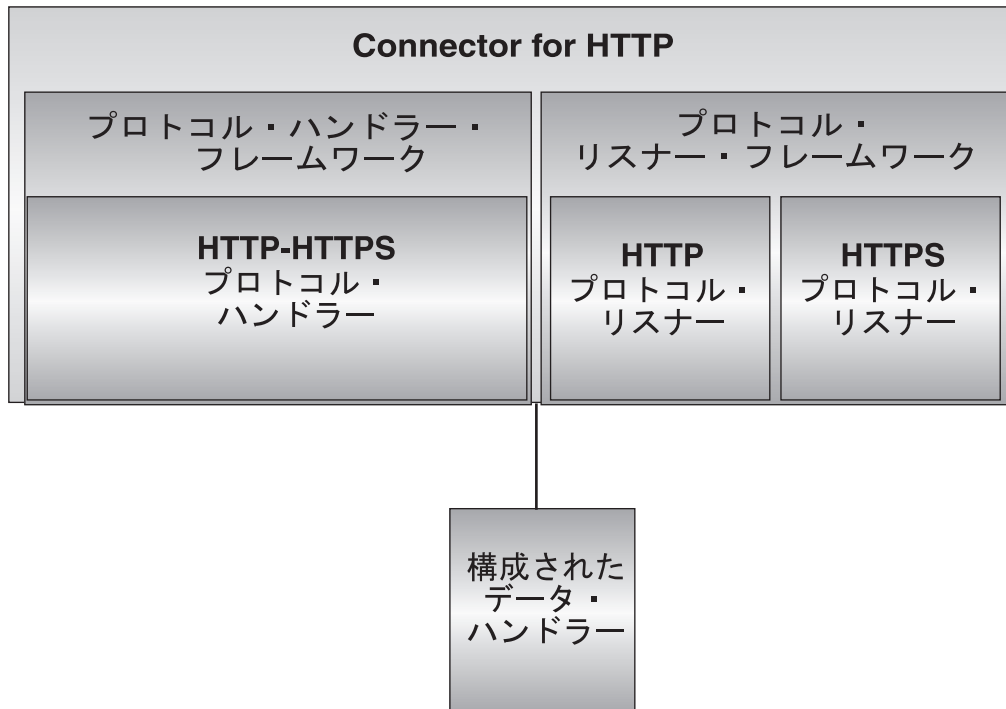 Connector for HTTP
プロトコル・ハンドラー・
フレームワーク
プロトコル・
リスナー・フレームワーク
HTTP-HTTPS
プロトコル・
ハンドラー
HTTP
プロトコル・
リスナー
HTTPS
プロトコル・
リスナー
構成された
データ・
ハンドラー